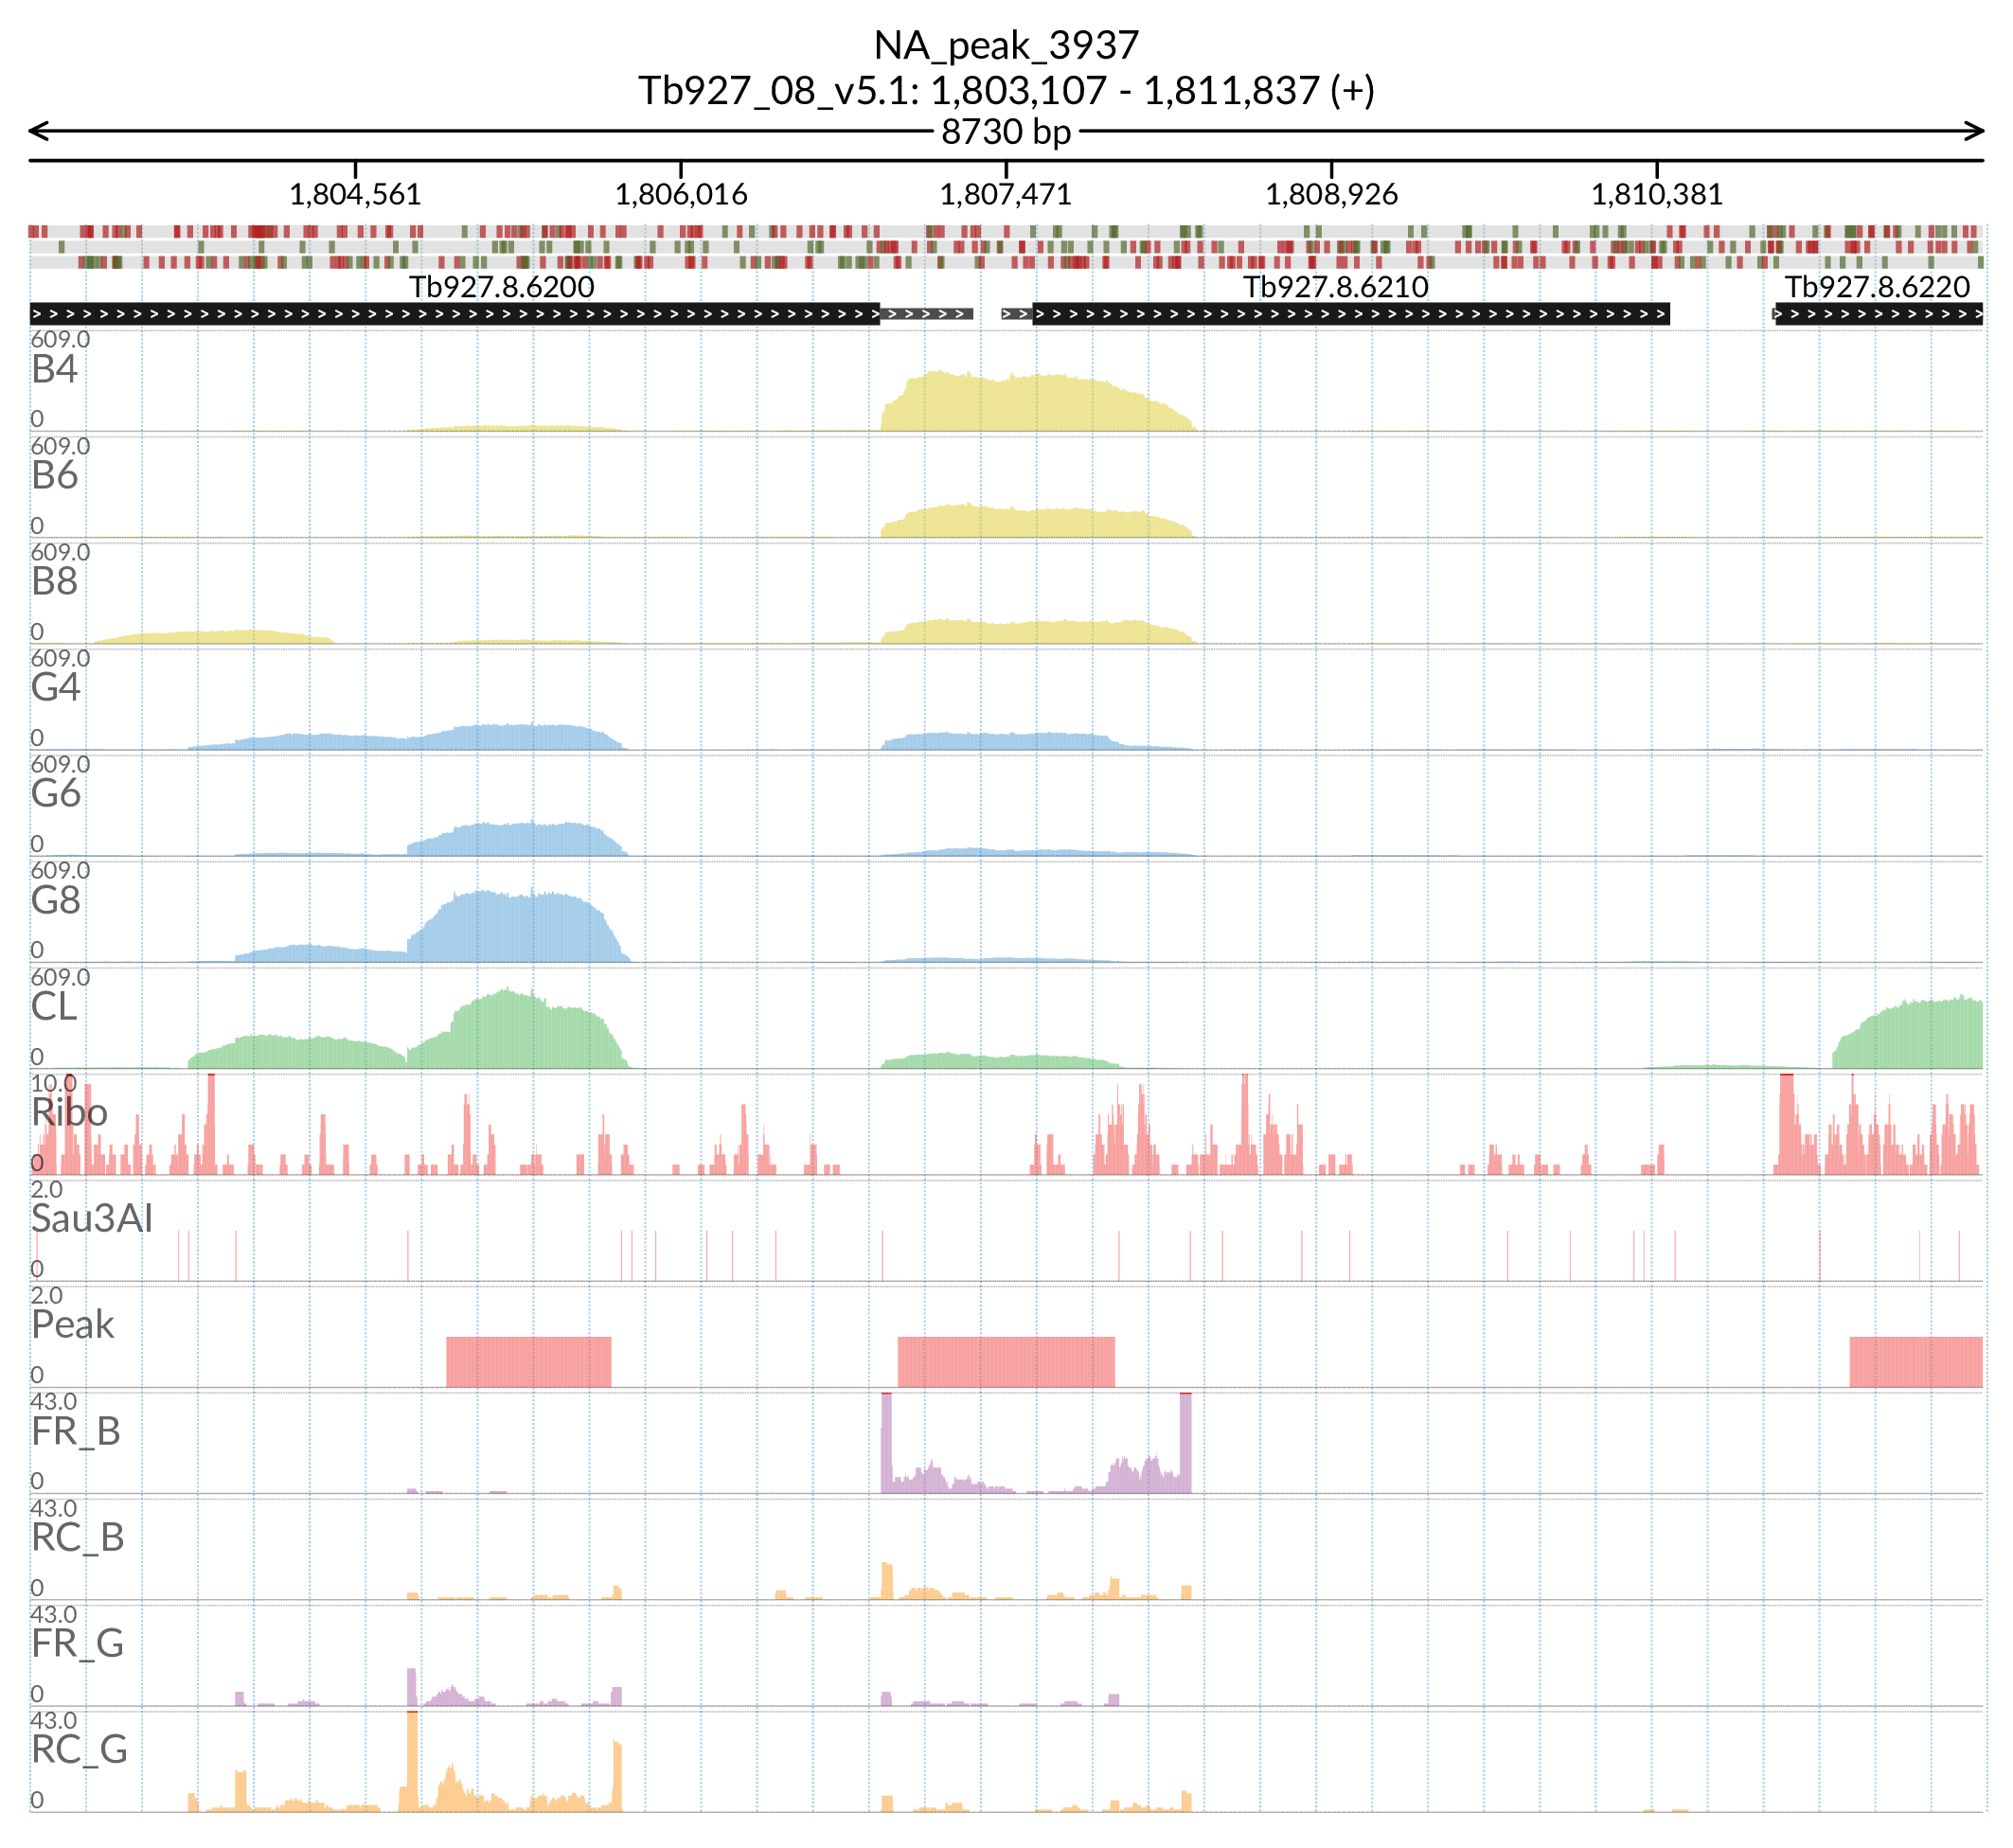 NA_peak_3937
Tb927_08_v5.1: 1,803,107 - 1,811,837 (+)
8730 bp
1,804,561 1,806,016 1,807,471 1,808,926 1,810,381
Tb927.8.6200 Tb927.8.6210 Tb927.8.6220
609.0
B4
0
609.0
B6
0
609.0
B8
0
609.0
G4
0
609.0
G6
0
609.0
G8
0
609.0
CL
0
10.0
Ribo
0
2.0
Sau3AI
0
2.0
Peak
0
43.0
FR_B
0
43.0
RC_B
0
43.0
FR_G
0
43.0
RC_G
0